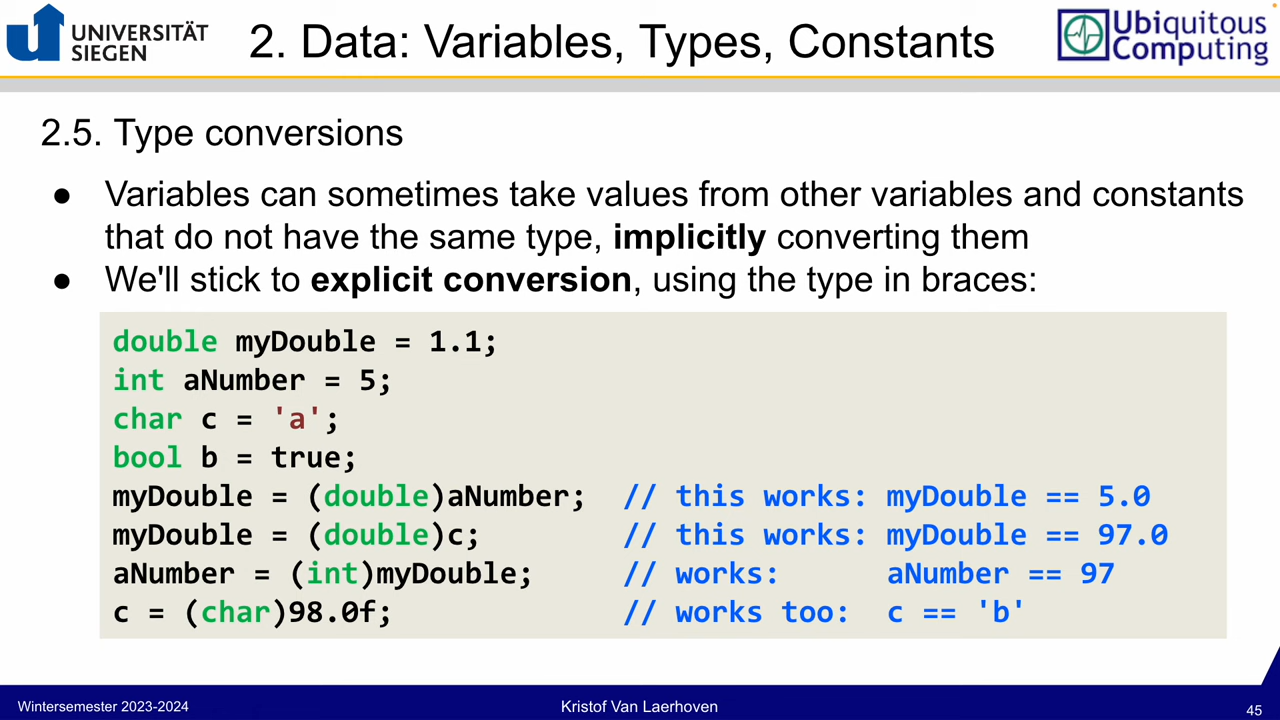 UNIVERSITÄT
SIEGEN
2. Data: Variables, Types, Constants
Ubiquitous
Computing
2.5. Type conversions
● Variables can sometimes take values from other variables and constants
that do not have the same type, implicitly converting them
● We'll stick to explicit conversion, using the type in braces:
double myDouble = 1.1;
int aNumber = 5;
char c = 'a';
bool b = true;
myDouble = (double)aNumber; // this works: myDouble == 5.0
myDouble = (double)c; // this works: myDouble == 97.0
aNumber = (int)myDouble; // works: aNumber == 97
c = (char)98.0f; // works too: c == 'b'
Wintersemester 2023-2024
Kristof Van Laerhoven
45